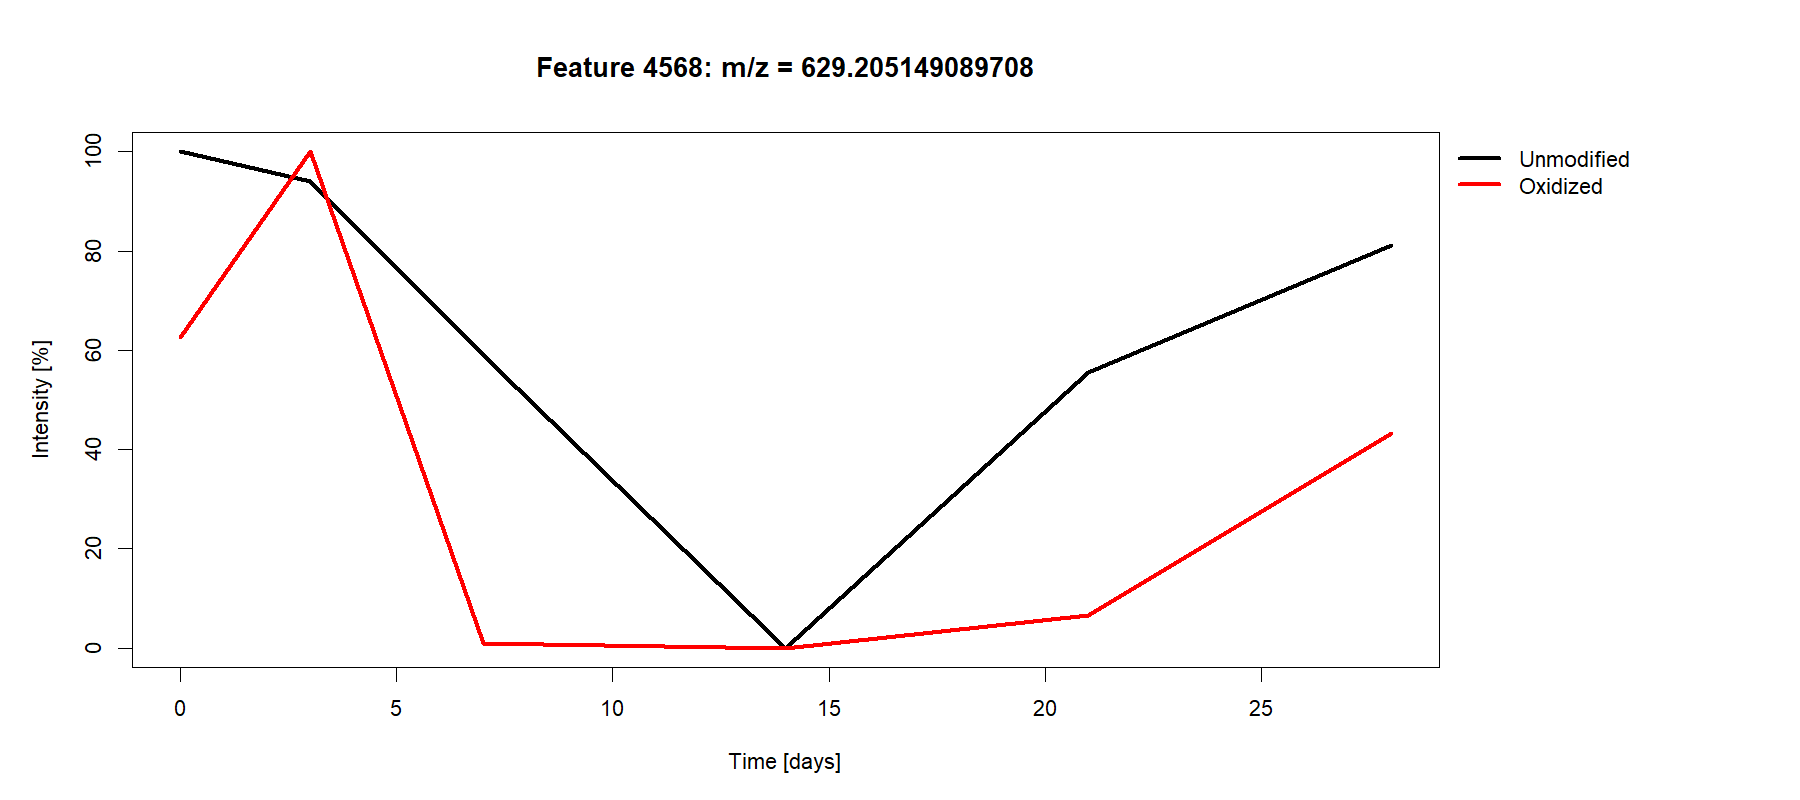 Feature 4568: m/z = 629.205149089708
Unmodified
Oxidized
Intensity [%]
100
80
60
40
20
0
0 5 10 15 20 25
Time [days]